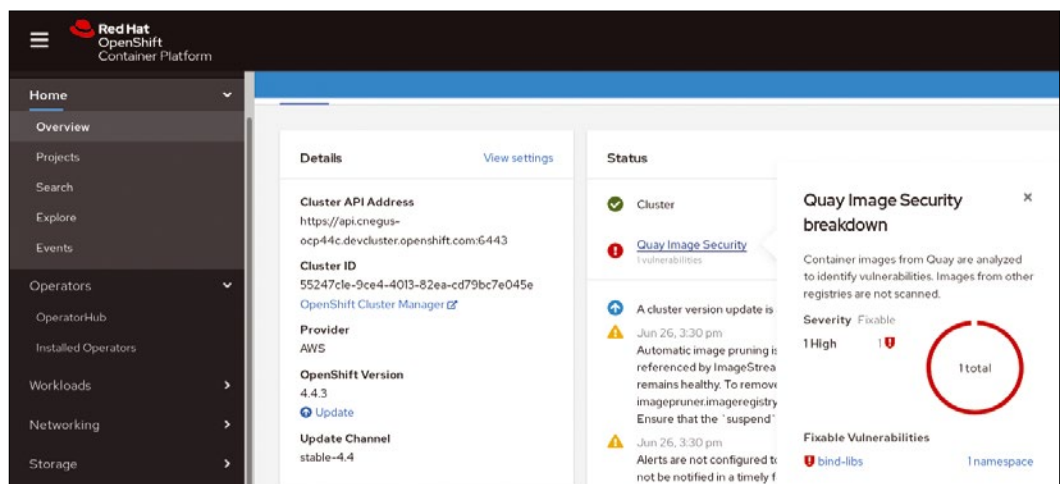 Red Hat
OpenShift
Container Platform
Home
Overview
Projects
Search
Explore
Events
Operators
OperatorHub
Installed Operators
Workloads
Networking
Storage
Details
View settings
Cluster API Address
https://api.cnegus-
ocp44c.devcluster.openshift.com:6443
Cluster ID
55247c1e-9ce4-4013-82ea-cd79bc7e045e
OpenShift Cluster Manager
Provider
AWS
OpenShift Version
4.4.3
Update
Update Channel
stable-4.4
Status
Cluster
Quay Image Security
1 vulnerabilities
A cluster version update is
Jun 26, 3:30 pm
Automatic image pruning is
referenced by ImageStrea
remains healthy. To remove
imagepruner.imageregistry
Ensure that the `suspend`
Jun 26, 3:30 pm
Alerts are not configured to
not be notified in a timely f
Quay Image Security
breakdown
Container images from Quay are analyzed
to identify vulnerabilities. Images from other
registries are not scanned.
Severity Fixable
1 High 1
1 total
Fixable Vulnerabilities
bind-libs 1 namespace